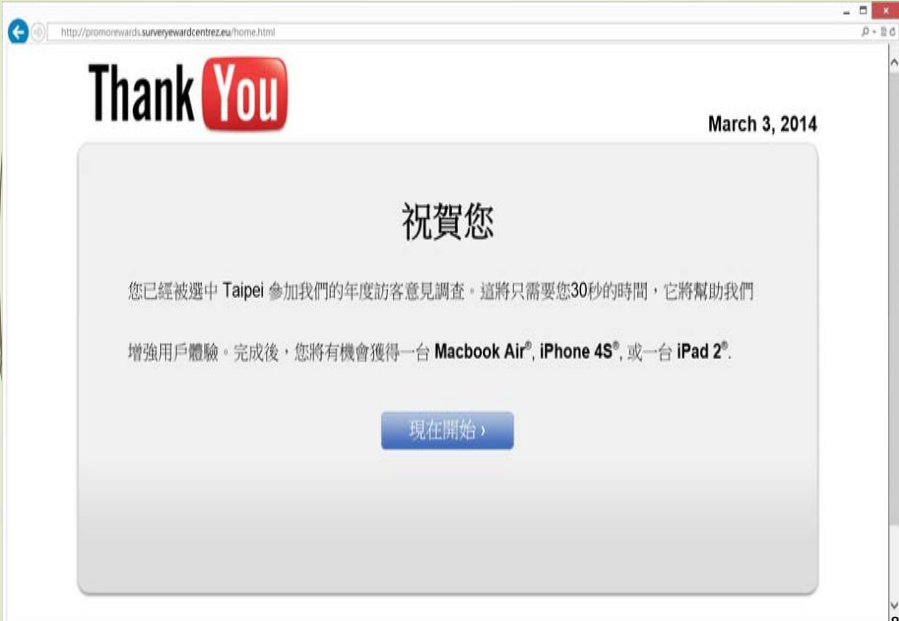 http://promorewards.surveryewardcentrez.eu/home.html
Thank You
March 3, 2014
祝賀您
您已經被選中 Taipei 參加我們的年度訪客意見調查。這將只需要您30秒的時間，它將幫助我們
增強用戶體驗。完成後，您將有機會獲得一台 Macbook Air®, iPhone 4S®, 或一台 iPad 2®.
現在開始 ›